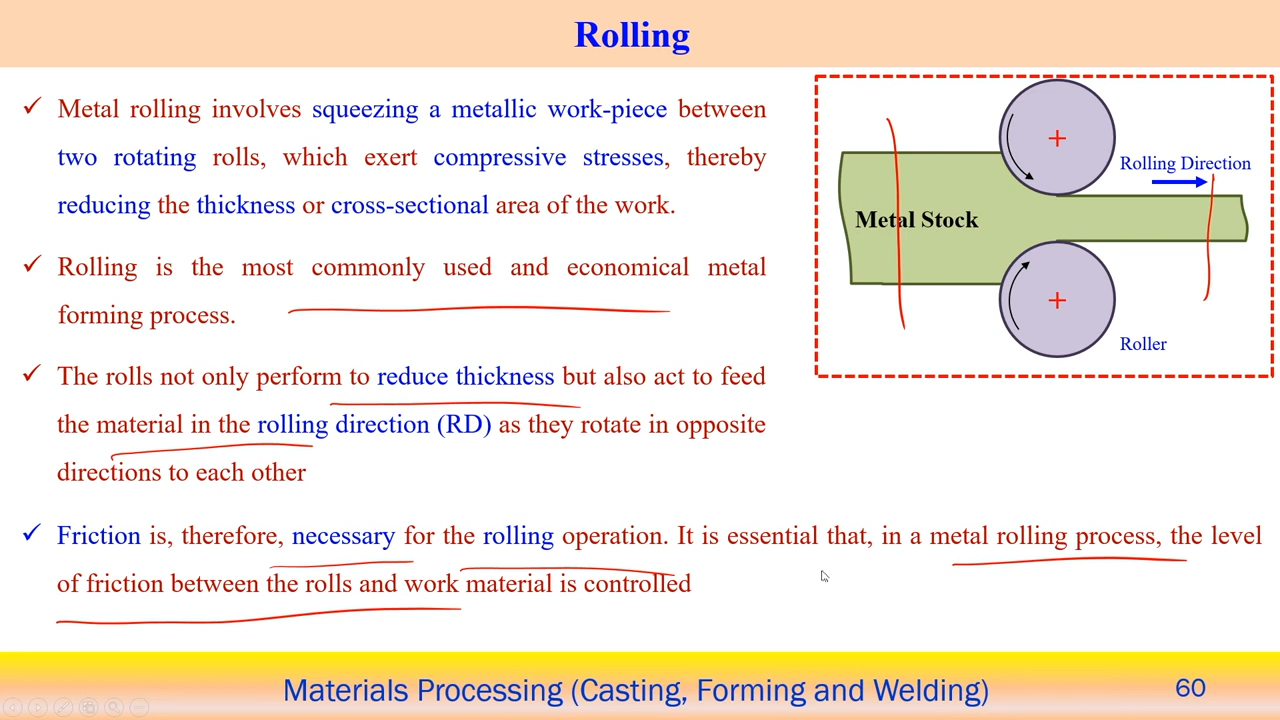 Rolling
✓ Metal rolling involves squeezing a metallic work-piece between
two rotating rolls, which exert compressive stresses, thereby
reducing the thickness or cross-sectional area of the work.
✓ Rolling is the most commonly used and economical metal
forming process.
✓ The rolls not only perform to reduce thickness but also act to feed
the material in the rolling direction (RD) as they rotate in opposite
directions to each other
✓ Friction is, therefore, necessary for the rolling operation. It is essential that, in a metal rolling process, the level
of friction between the rolls and work material is controlled
+
Rolling Direction
Metal Stock
+
Roller
Materials Processing (Casting, Forming and Welding)
60